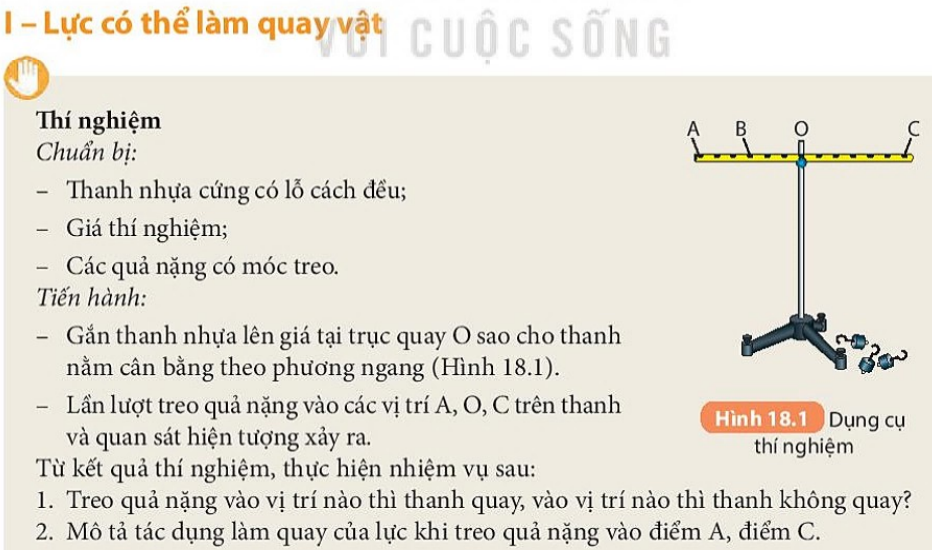 I – Lực có thể làm quay vật
VỚI CUỘC SỐNG
Thí nghiệm
Chuẩn bị:
– Thanh nhựa cứng có lỗ cách đều;
– Giá thí nghiệm;
– Các quả nặng có móc treo.
Tiến hành:
– Gắn thanh nhựa lên giá tại trục quay O sao cho thanh
nằm cân bằng theo phương ngang (Hình 18.1).
– Lần lượt treo quả nặng vào các vị trí A, O, C trên thanh
và quan sát hiện tượng xảy ra.
A B O C
Hình 18.1 Dụng cụ
thí nghiệm
Từ kết quả thí nghiệm, thực hiện nhiệm vụ sau:
1. Treo quả nặng vào vị trí nào thì thanh quay, vào vị trí nào thì thanh không quay?
2. Mô tả tác dụng làm quay của lực khi treo quả nặng vào điểm A, điểm C.